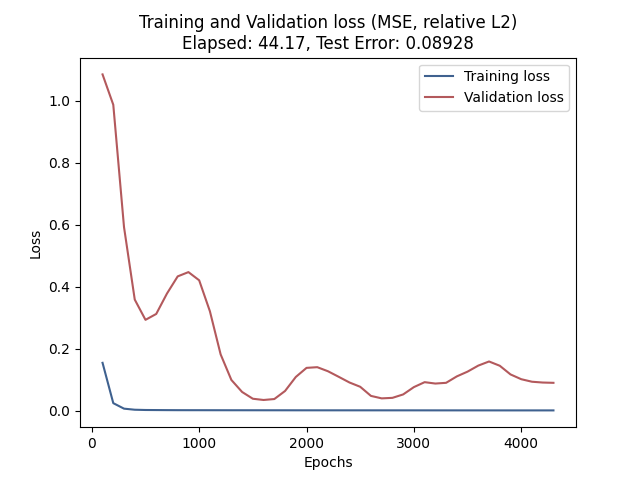 Training and Validation loss (MSE, relative L2)
Elapsed: 44.17, Test Error: 0.08928
Training loss
Validation loss
1.0
0.8
0.6
0.4
0.2
0.0
Loss
0 1000 2000 3000 4000
Epochs